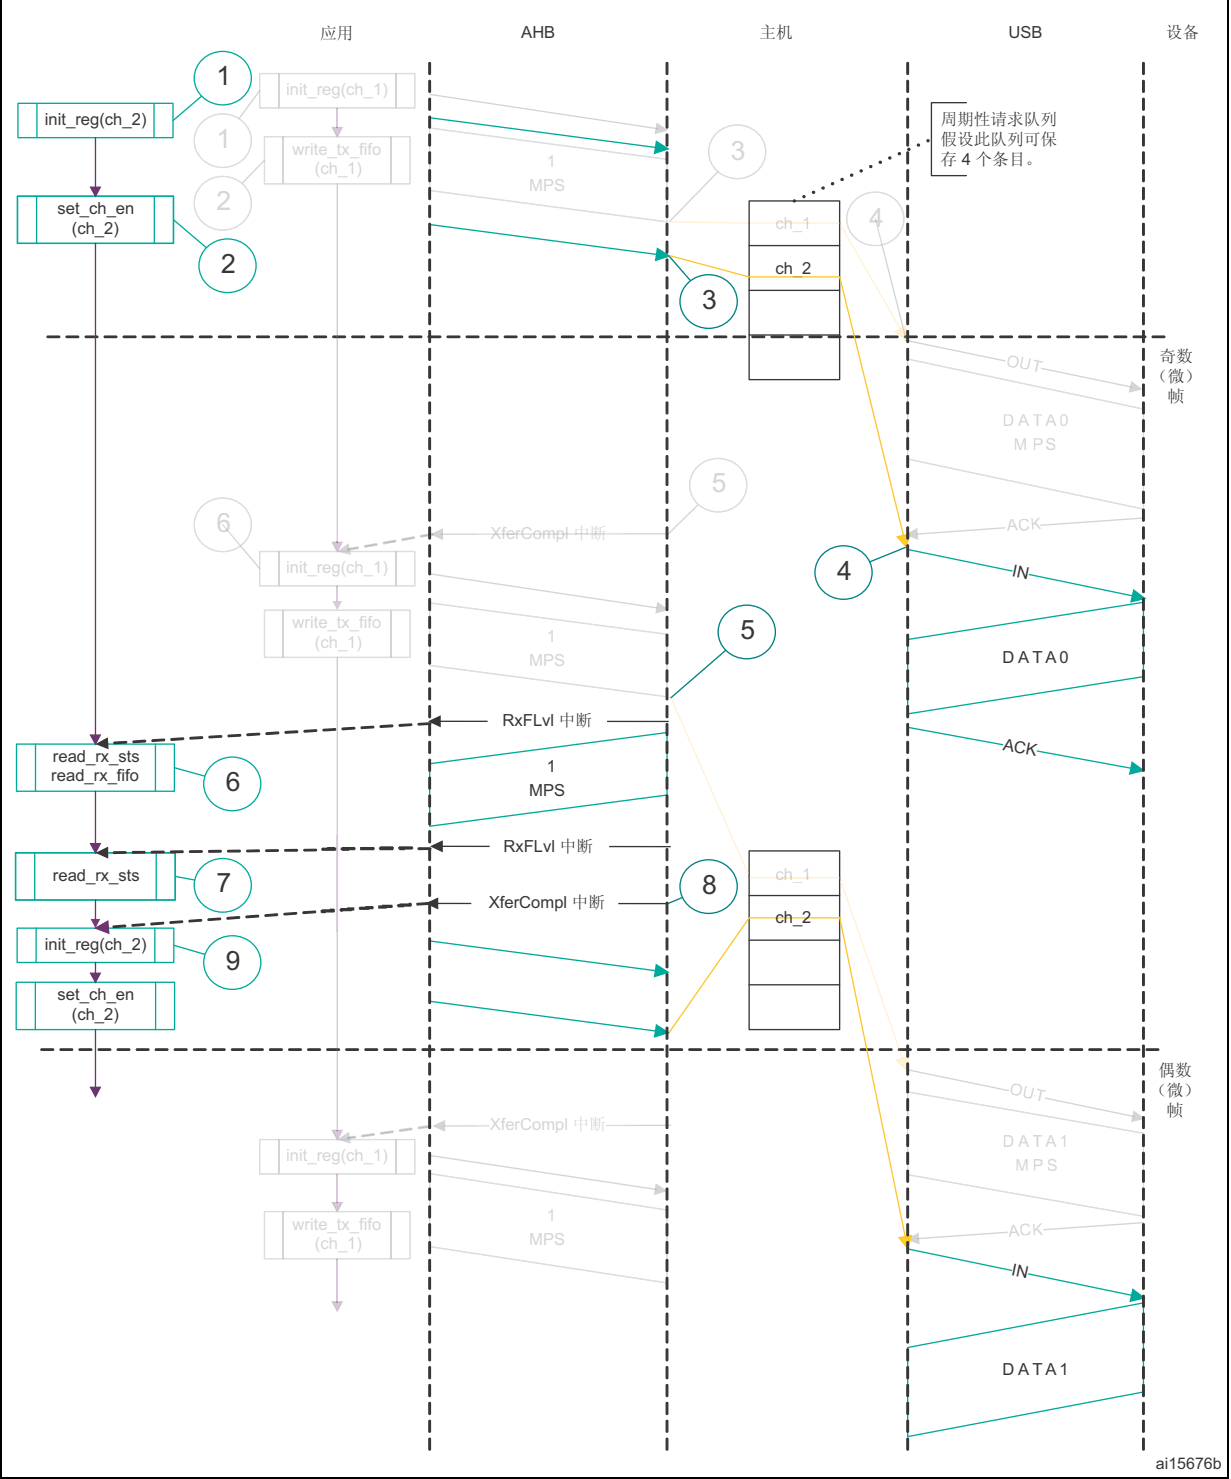 应用
AHB
主机
USB
设备
1
init_reg(ch_1)
init_reg(ch_2)
1
write_tx_fifo
(ch_1)
1
MPS
3
周期性请求队列
假设此队列可保
存 4 个条目。
set_ch_en
(ch_2)
2
2
ch_1
4
ch_2
3
奇数
（微）
帧
OUT
DATA0
MPS
5
6
XferCompl 中断
ACK
init_reg(ch_1)
4
IN
write_tx_fifo
(ch_1)
1
MPS
5
DATA0
RxFLvl 中断
ACK
read_rx_sts
read_rx_fifo
6
1
MPS
RxFLvl 中断
read_rx_sts
7
ch_1
8
XferCompl 中断
ch_2
init_reg(ch_2)
9
set_ch_en
(ch_2)
偶数
（微）
帧
OUT
XferCompl 中断
init_reg(ch_1)
DATA1
MPS
write_tx_fifo
(ch_1)
1
MPS
ACK
IN
DATA1
ai15676b